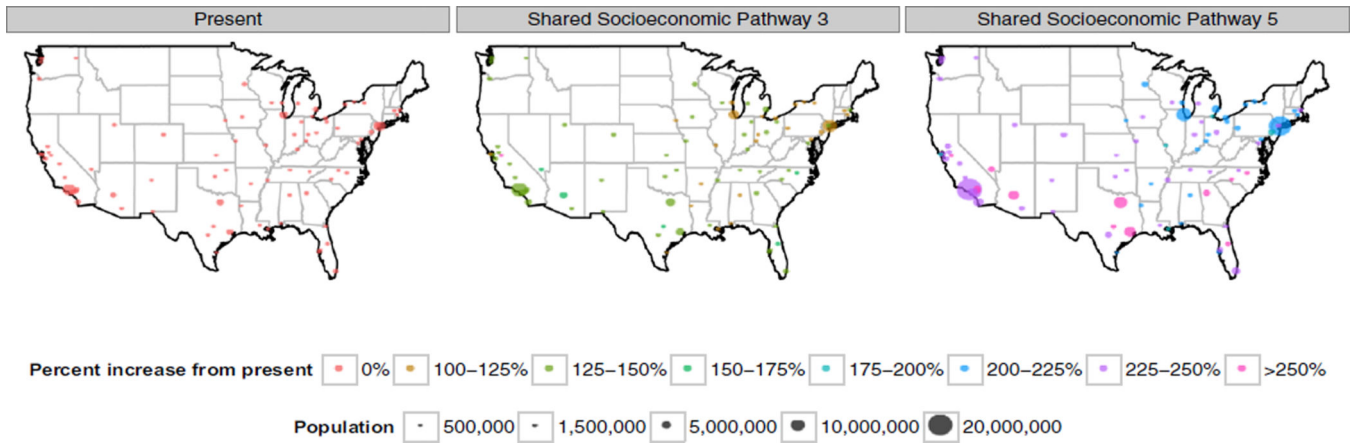 Present
Shared Socioeconomic Pathway 3
Shared Socioeconomic Pathway 5
Percent increase from present 0% 100−125% 125−150% 150−175% 175−200% 200−225% 225−250% >250%
Population 500,000 1,500,000 5,000,000 10,000,000 20,000,000